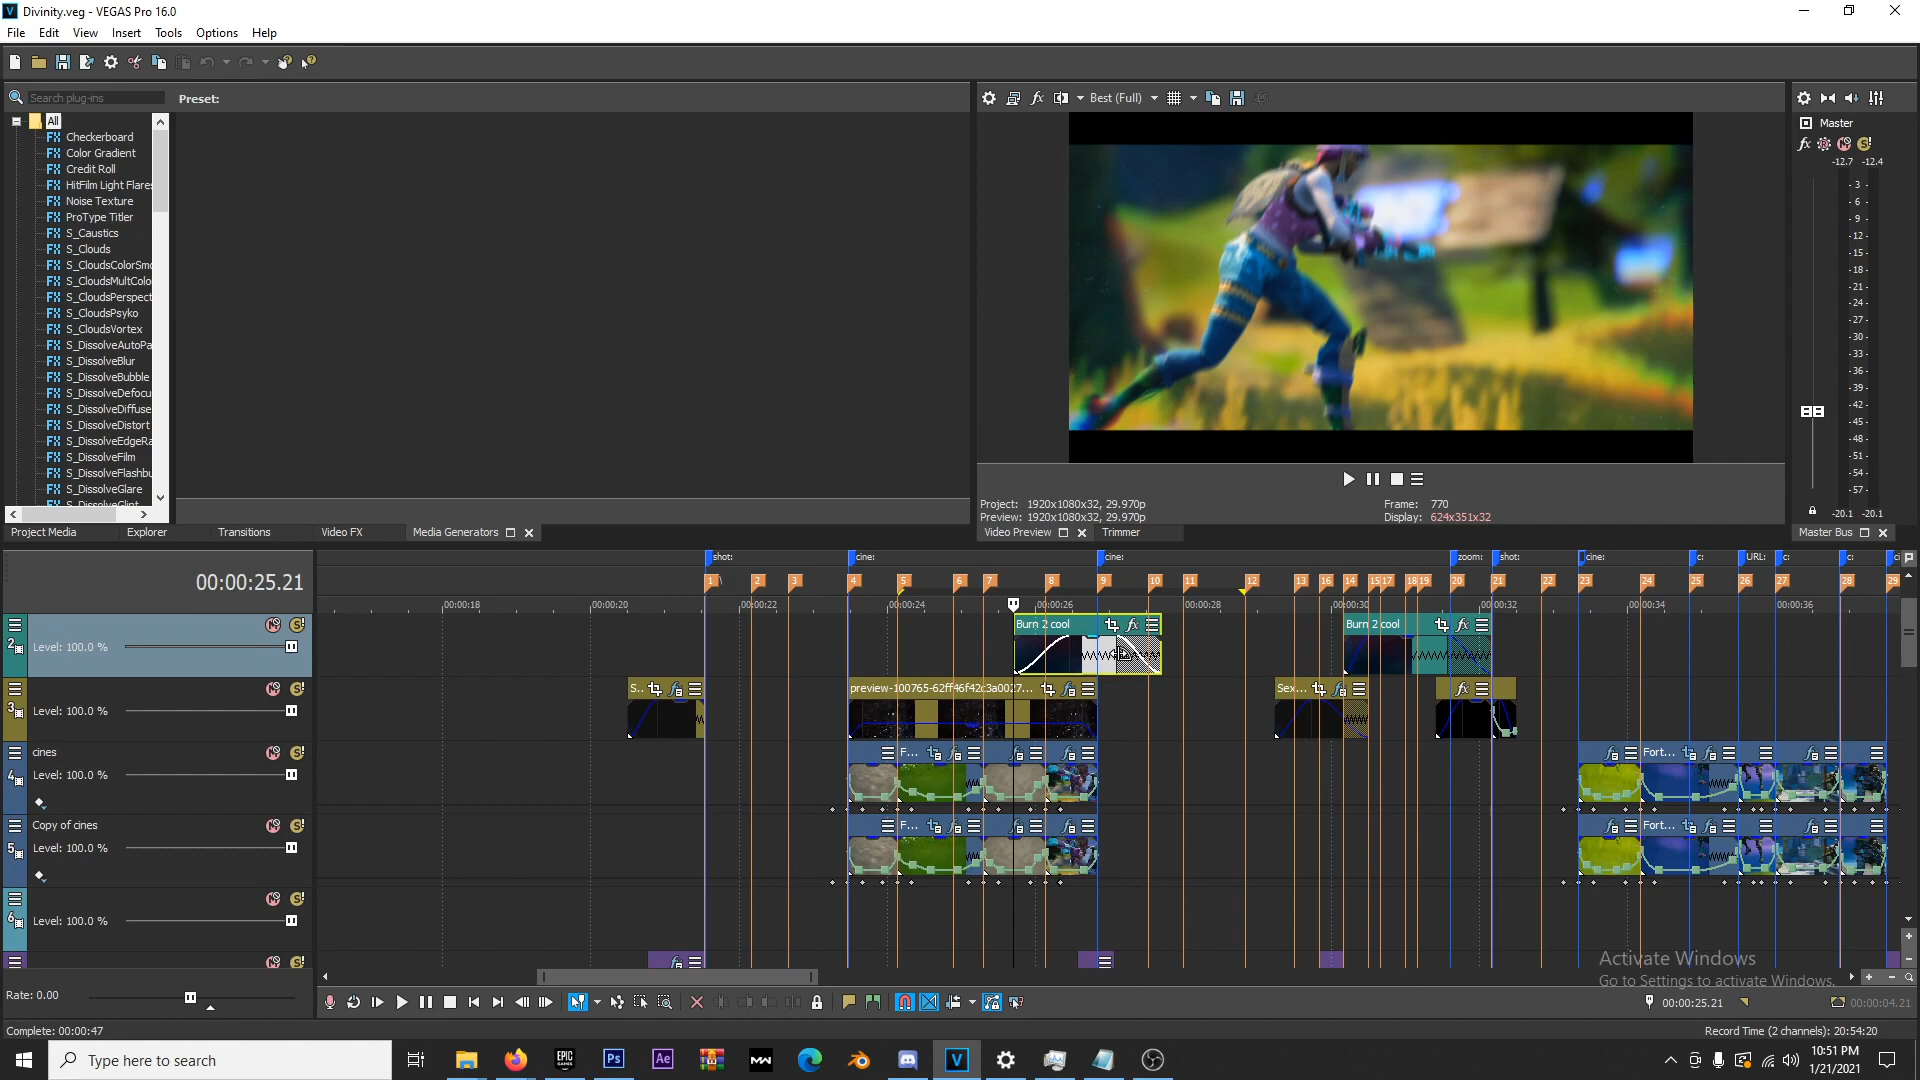 Divinity.veg - VEGAS Pro 16.0
File Edit View Insert Tools Options Help
Search plug-ins
Preset:
All
Checkerboard
Color Gradient
Credit Roll
HitFilm Light Flare
Noise Texture
ProType Titler
S_Caustics
S_Clouds
S_CloudsColorSmo
S_CloudsMultColo
S_CloudsPerspect
S_CloudsPsyko
S_CloudsVortex
S_DissolveAutoPa
S_DissolveBlur
S_DissolveBubble
S_DissolveDefocu
S_DissolveDiffuse
S_DissolveDistort
S_DissolveEdgeRa
S_DissolveFilm
S_DissolveFlashbu
S_DissolveGlare
S_DissolveGlint
Project Media Explorer Transitions Video FX Media Generators
Best (Full)
Project: 1920x1080x32, 29.970p
Preview: 1920x1080x32, 29.970p
Frame: 770
Display: 624x351x32
Video Preview Trimmer
Master
-12.7 -12.4
- 3 -
- 6 -
- 9 -
-12-
-15-
-18-
-21-
-24-
-27-
-30-
-33-
-36-
-39-
-42-
-45-
-48-
-51-
-54-
-57-
-20.1 -20.1
Master Bus
00:00:25.21
shot: cine: cine: zoom: shot: cine: c: URL: c: c: ci
1 2 3 4 5 6 7 8 9 10 11 12 13 16 14 15 17 18 19 20 21 22 23 24 25 26 27 28 29
00:00:18 00:00:20 00:00:22 00:00:24 00:00:26 00:00:28 00:00:30 00:00:32 00:00:34 00:00:36
2 Level: 100.0 %
Burn 2 cool Burn 2 cool
3 Level: 100.0 %
S... preview-100765-62ff46f42c3a0027... Sex...
cines
4 Level: 100.0 %
F... Fort...
Copy of cines
5 Level: 100.0 %
F... Fort...
6 Level: 100.0 %
Activate Windows
Go to Settings to activate Windows.
Rate: 0.00
00:00:25.21 00:00:04.21
Complete: 00:00:47
Record Time (2 channels): 20:54:20
Type here to search
EPIC GAMES
Ps
Ae
MW
V
10:51 PM
1/21/2021